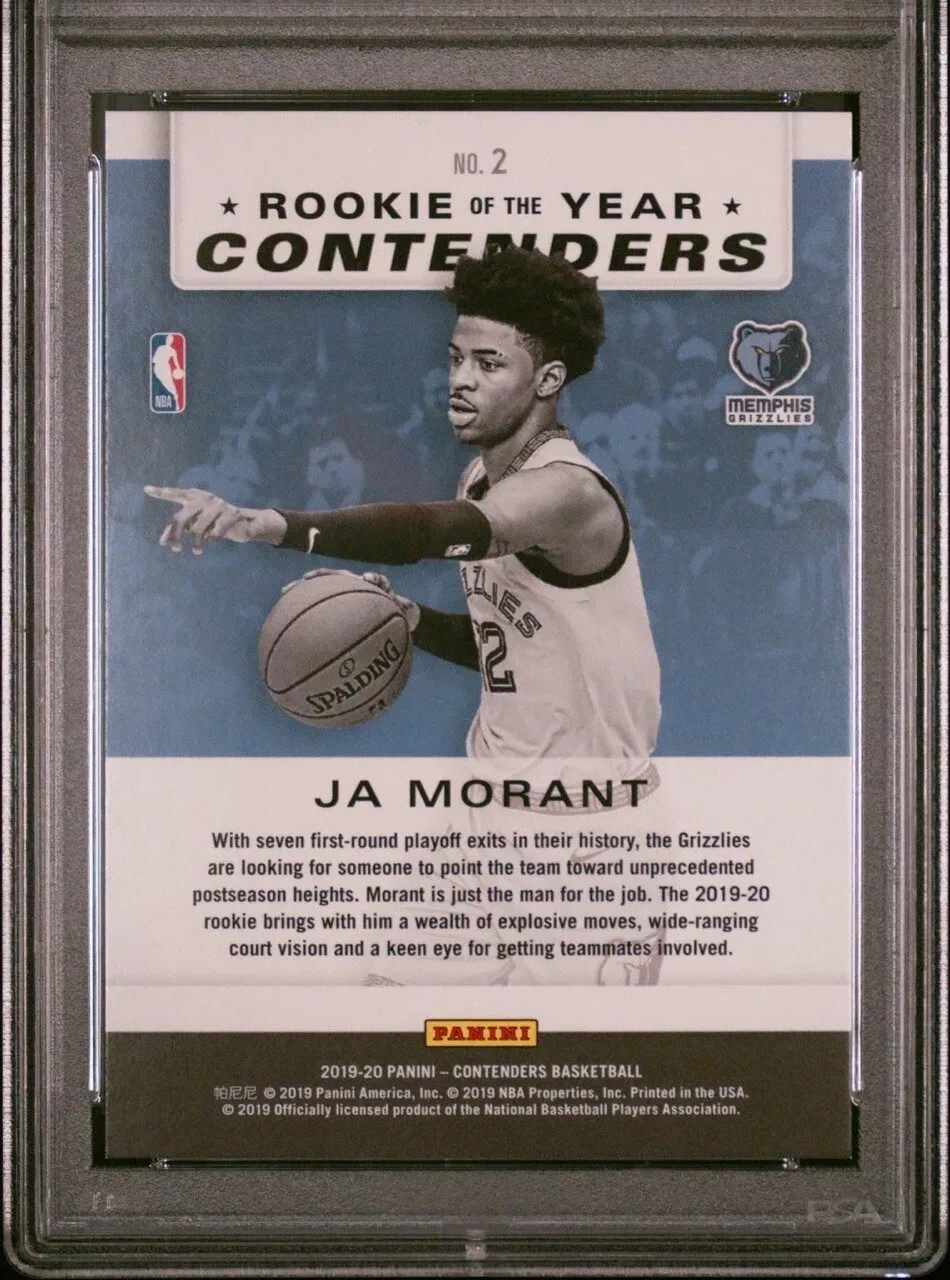 NO. 2
★ ROOKIE OF THE YEAR ★
CONTENDERS
NBA
MEMPHIS
GRIZZLIES
ZZLIES
2
SPALDING
JA MORANT
With seven first-round playoff exits in their history, the Grizzlies
are looking for someone to point the team toward unprecedented
postseason heights. Morant is just the man for the job. The 2019-20
rookie brings with him a wealth of explosive moves, wide-ranging
court vision and a keen eye for getting teammates involved.
PANINI
2019-20 PANINI – CONTENDERS BASKETBALL
帕尼尼 © 2019 Panini America, Inc. © 2019 NBA Properties, Inc. Printed in the USA.
© 2019 Officially licensed product of the National Basketball Players Association.
PSA